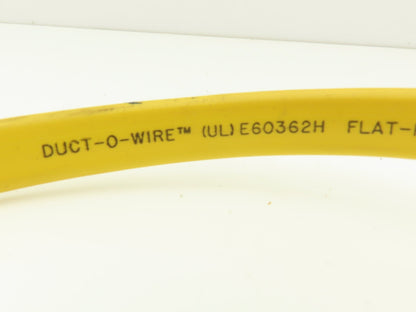 DUCT-O-WIRE™ (UL) E60362H FLAT-